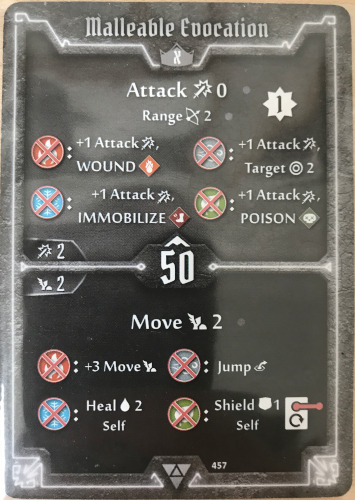 Malleable Evocation
X
Attack 0
Range 2
1
: +1 Attack,
WOUND
: +1 Attack,
Target 2
: +1 Attack,
IMMOBILIZE
: +1 Attack,
POISON
2
50
2
Move 2
: +3 Move
: Jump
: Heal 2
Self
: Shield 1
Self
457